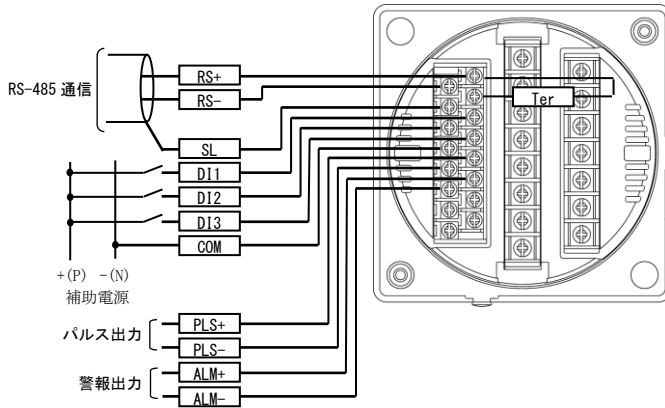 RS-485 通信
RS+
RS-
SL
DI1
DI2
DI3
COM
+(P) -(N)
補助電源
パルス出力
PLS+
PLS-
警報出力
ALM+
ALM-
Ter